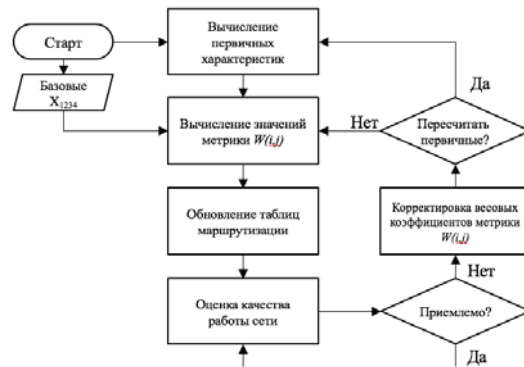 Старт
Вычисление
первичных
характеристик
Базовые
X1234
Да
Вычисление значений
метрики W(i,j)
Нет
Пересчитать
первичные?
Обновление таблиц
маршрутизации
Корректировка весовых
коэффициентов метрики
W(i,j)
Нет
Оценка качества
работы сети
Приемлемо?
Да